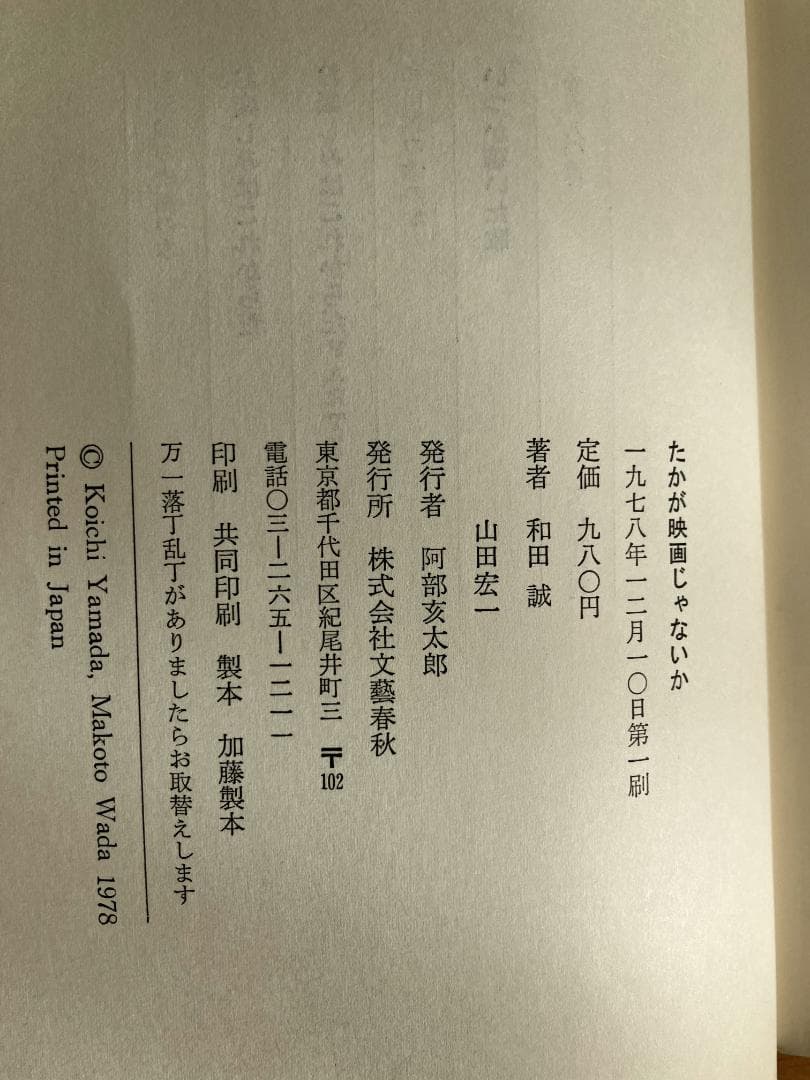 たかが映画じゃないか
一九七八年一二月一〇日第一刷
定価 九八〇円
著者 和田 誠
山田宏一
発行者 阿部亥太郎
発行所 株式会社文藝春秋
東京都千代田区紀尾井町三 〒102
電話〇三ー二六五ー一二一一
印刷 共同印刷 製本 加藤製本
万一落丁乱丁がありましたらお取替えします
© Koichi Yamada, Makoto Wada 1978
Printed in Japan